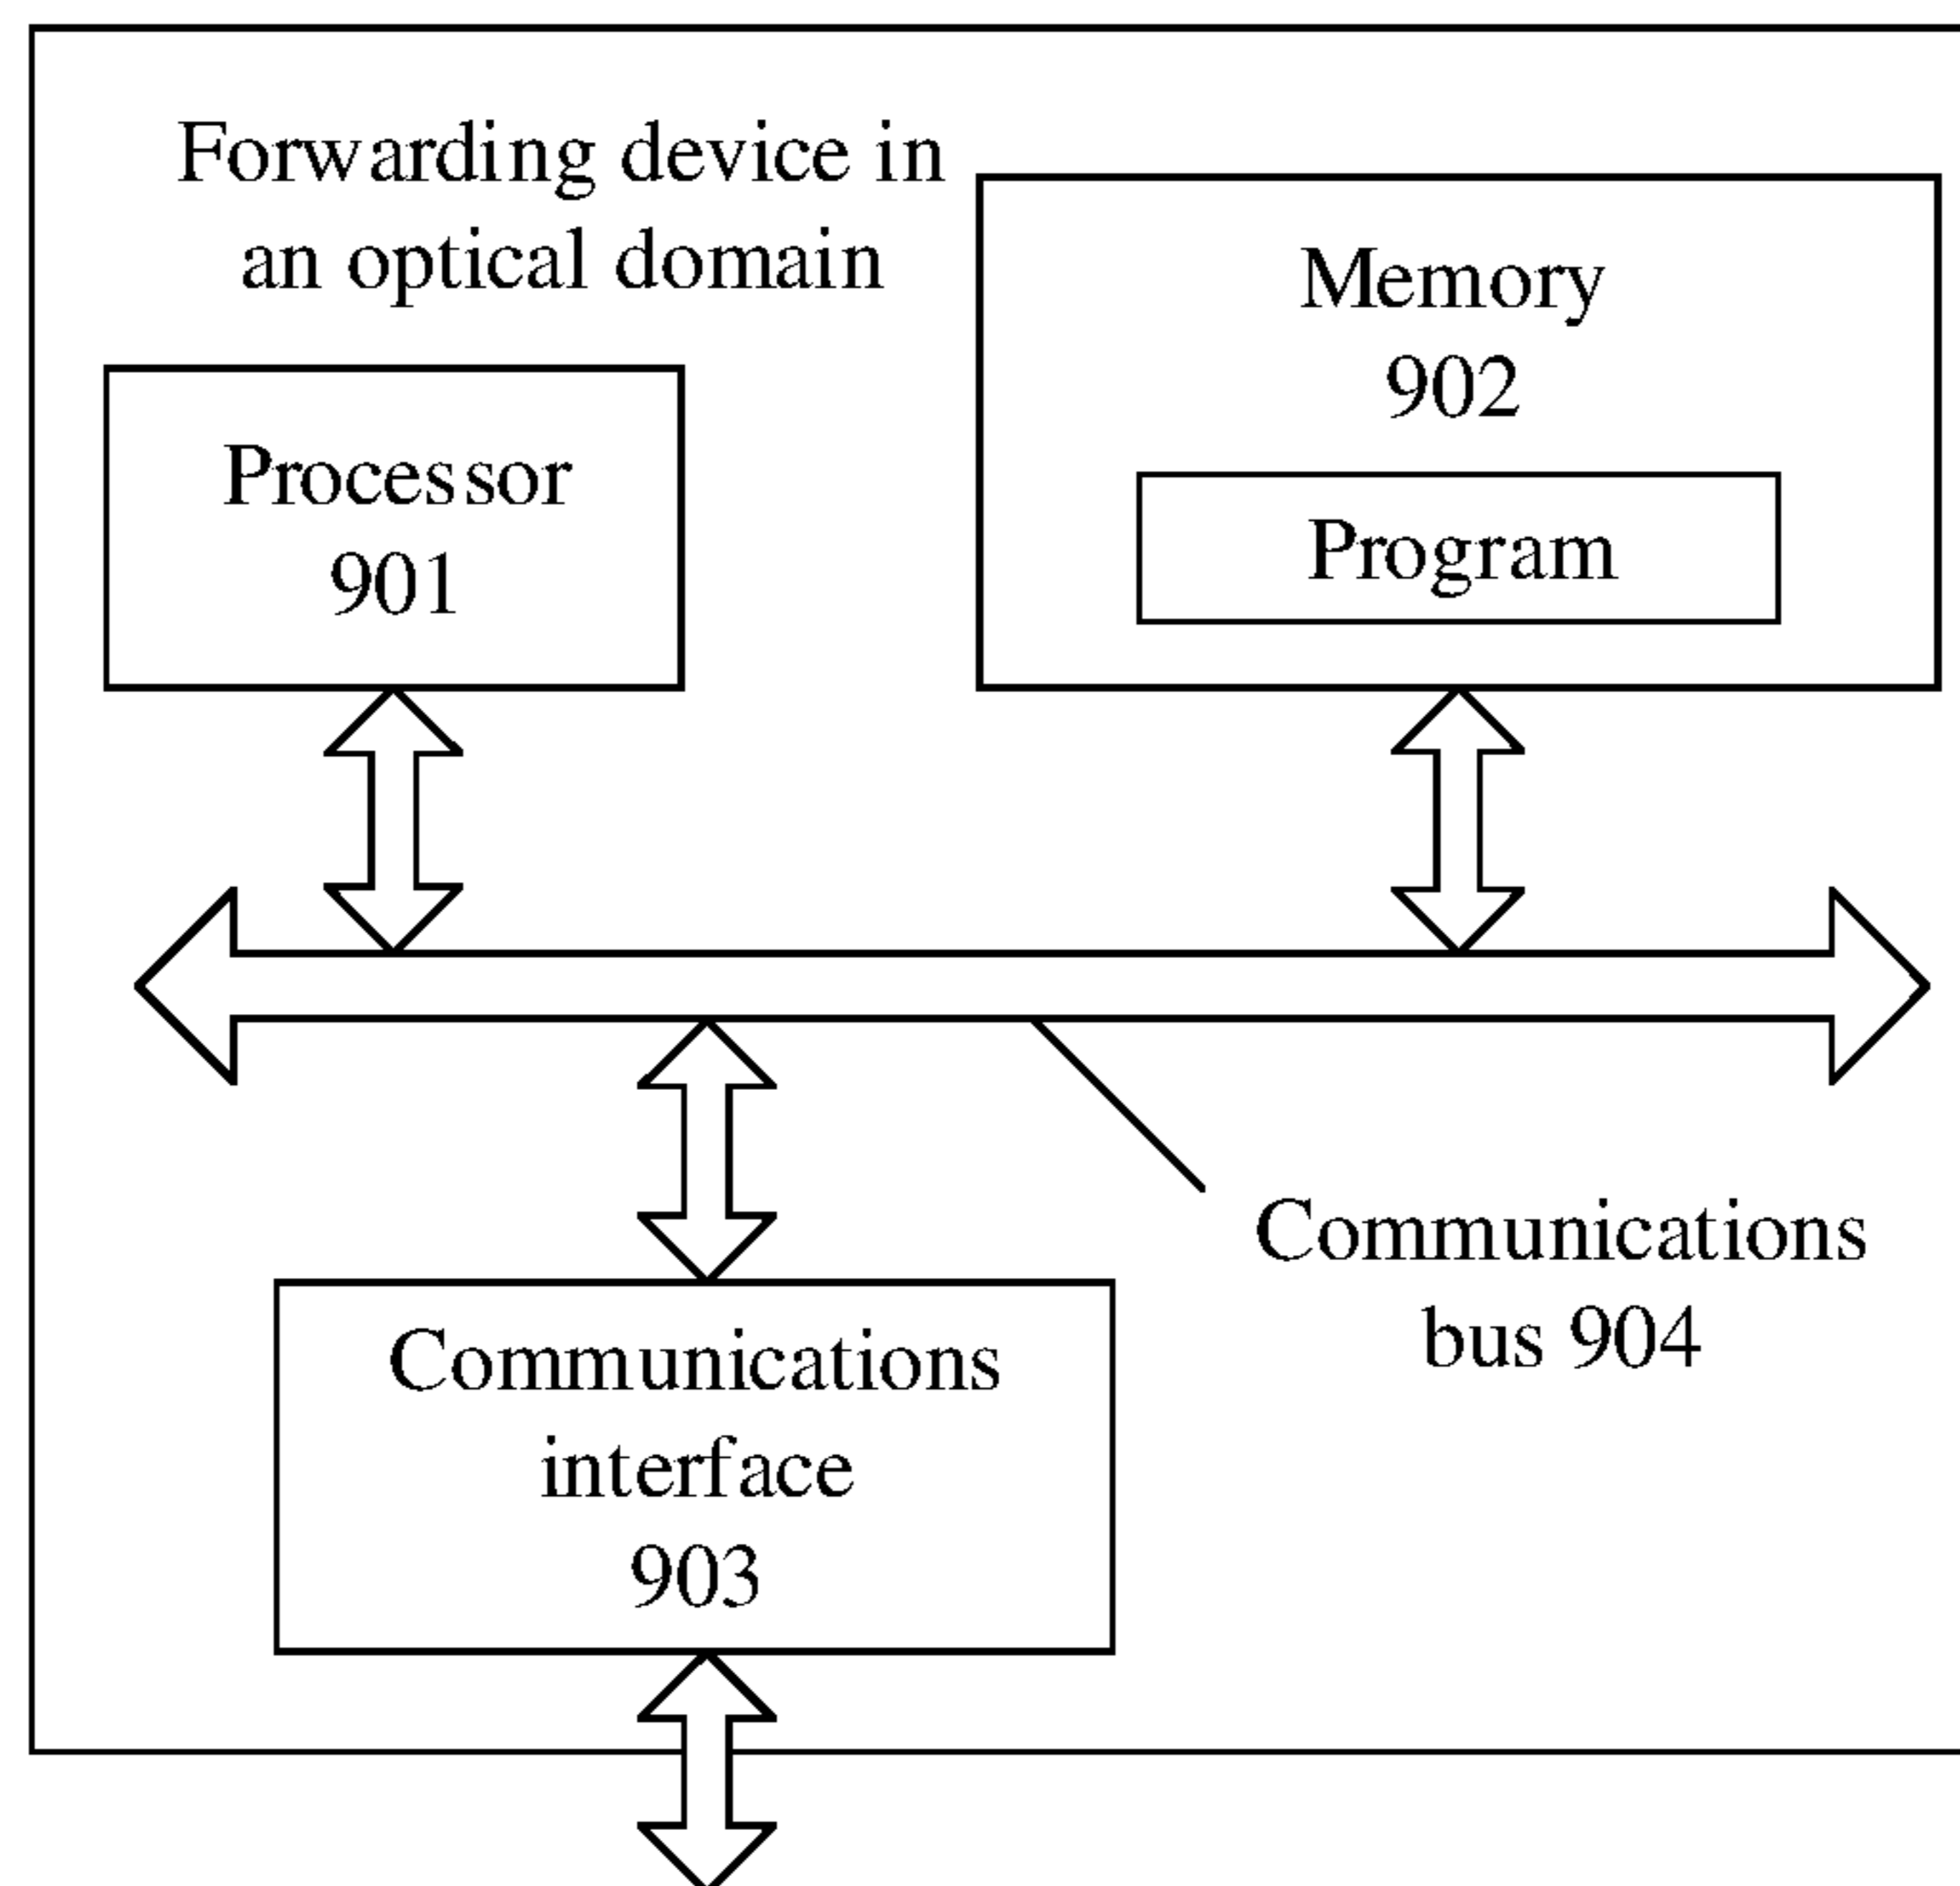 Forwarding device in
an optical domain
Memory
902
Program
Processor
901
Communications
bus 904
Communications
interface
903